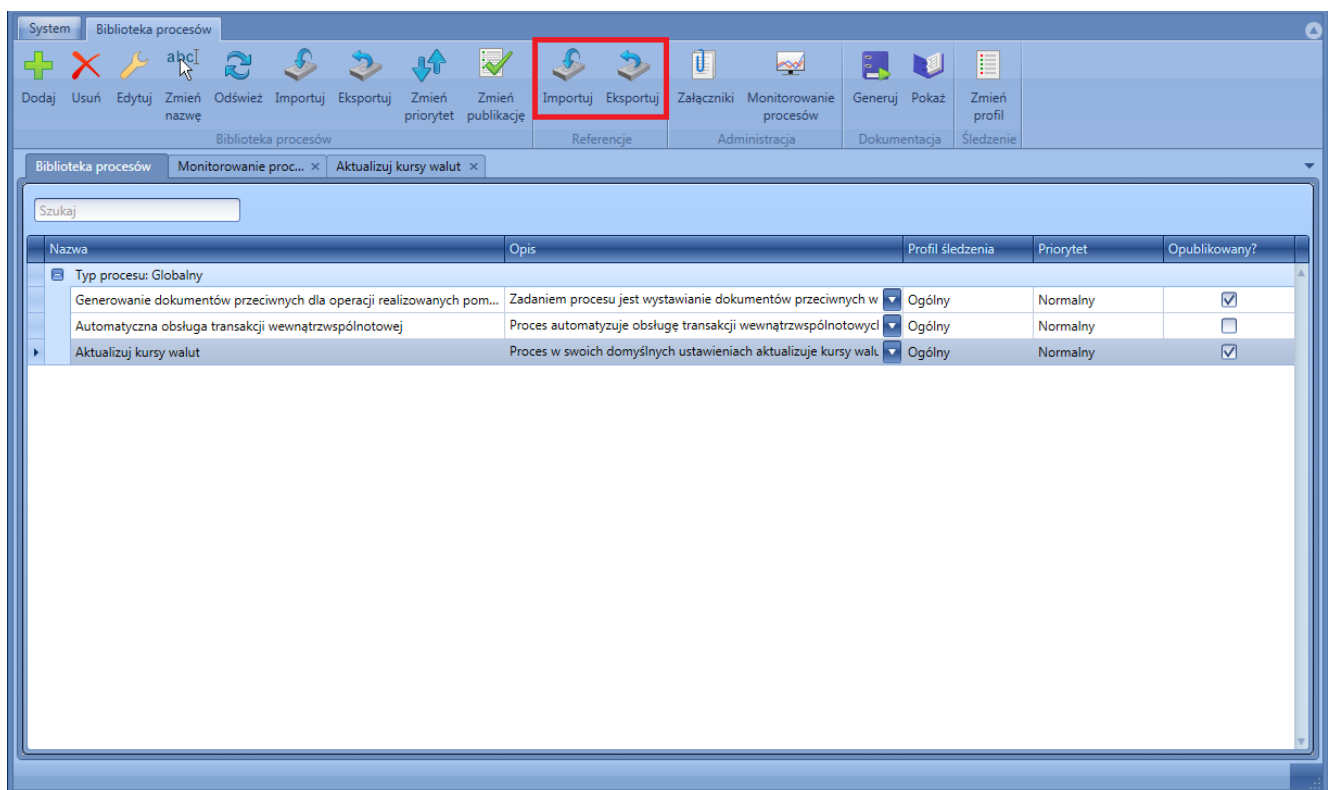 System Biblioteka procesów
abc
Dodaj Usuń Edytuj Zmień nazwę Odśwież Importuj Eksportuj Zmień priorytet Zmień publikację Importuj Eksportuj Załączniki Monitorowanie procesów Generuj Pokaż Zmień profil
Biblioteka procesów Referencje Administracja Dokumentacja Śledzenie
Biblioteka procesów Monitorowanie proc... Aktualizuj kursy walut
Szukaj
Nazwa Opis Profil śledzenia Priorytet Opublikowany?
Typ procesu: Globalny
Generowanie dokumentów przeciwnych dla operacji realizowanych pom... Zadaniem procesu jest wystawianie dokumentów przeciwnych w Ogólny Normalny
Automatyczna obsługa transakcji wewnątrzwspólnotowej Proces automatyzuje obsługę transakcji Ogólny Normalny
Aktualizuj kursy walut Proces w swoich domyślnych ustawieniach aktualizuje kursy Ogólny Normalny